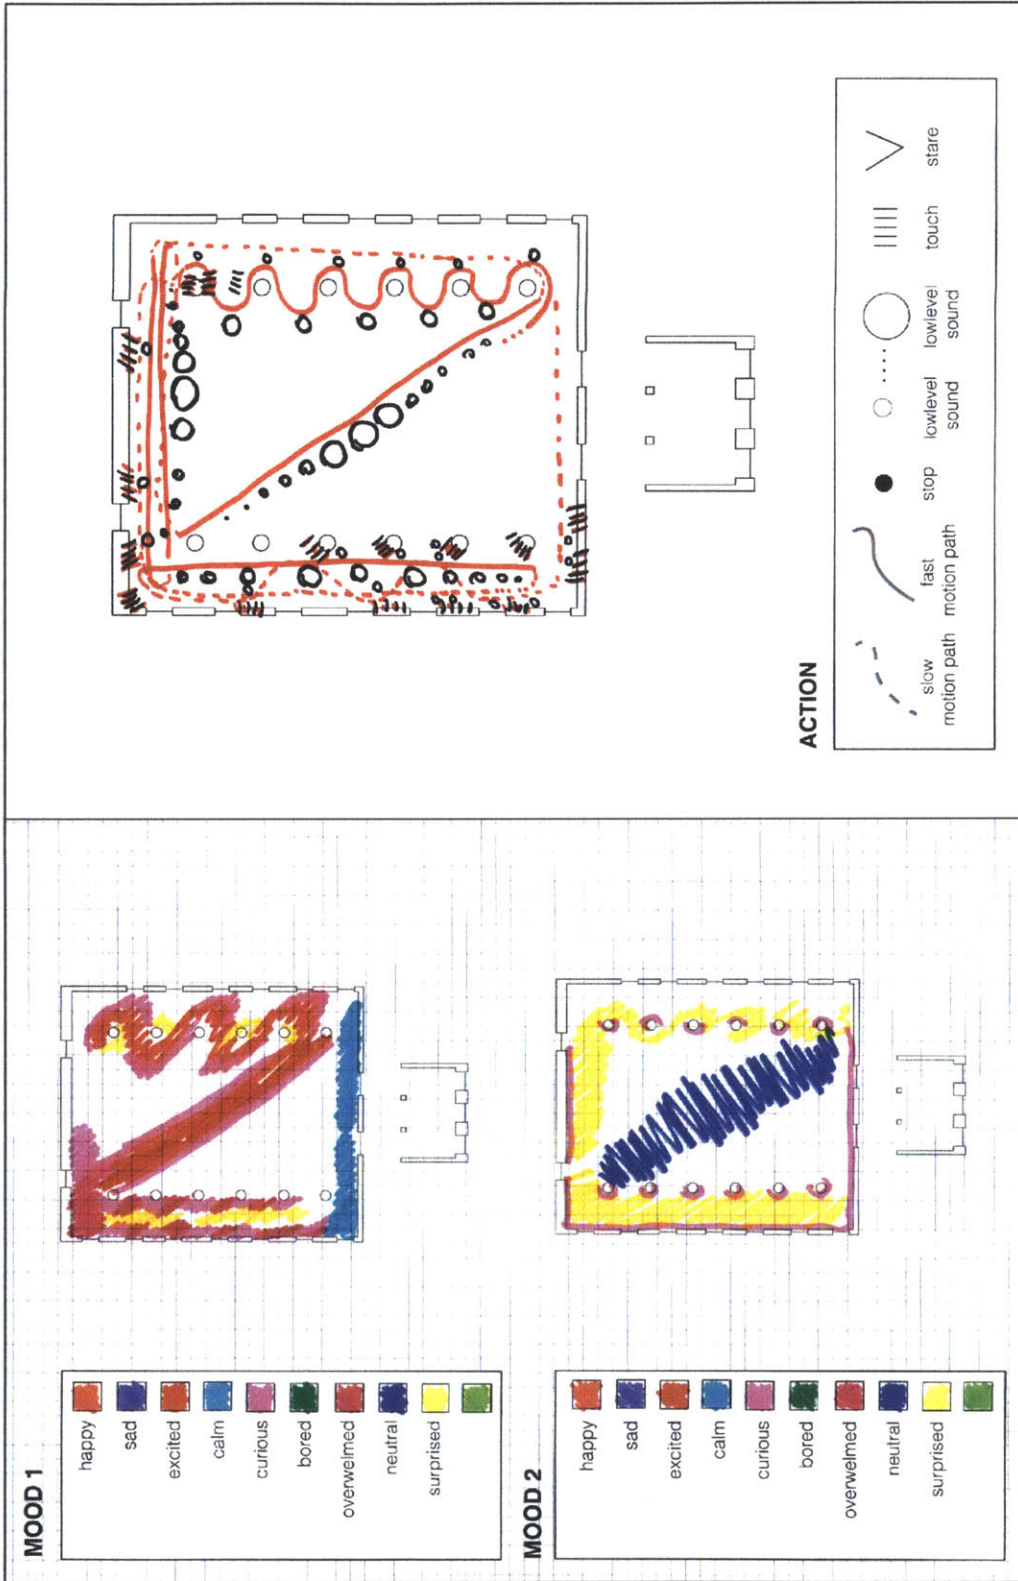 MOOD 1
happy
sad
excited
calm
curious
bored
overwelmed
neutral
surprised
MOOD 2
happy
sad
excited
calm
curious
bored
overwelmed
neutral
surprised
ACTION
slow
motion path
fast
motion path
stop
lowlevel
sound
lowlevel
sound
touch
stare